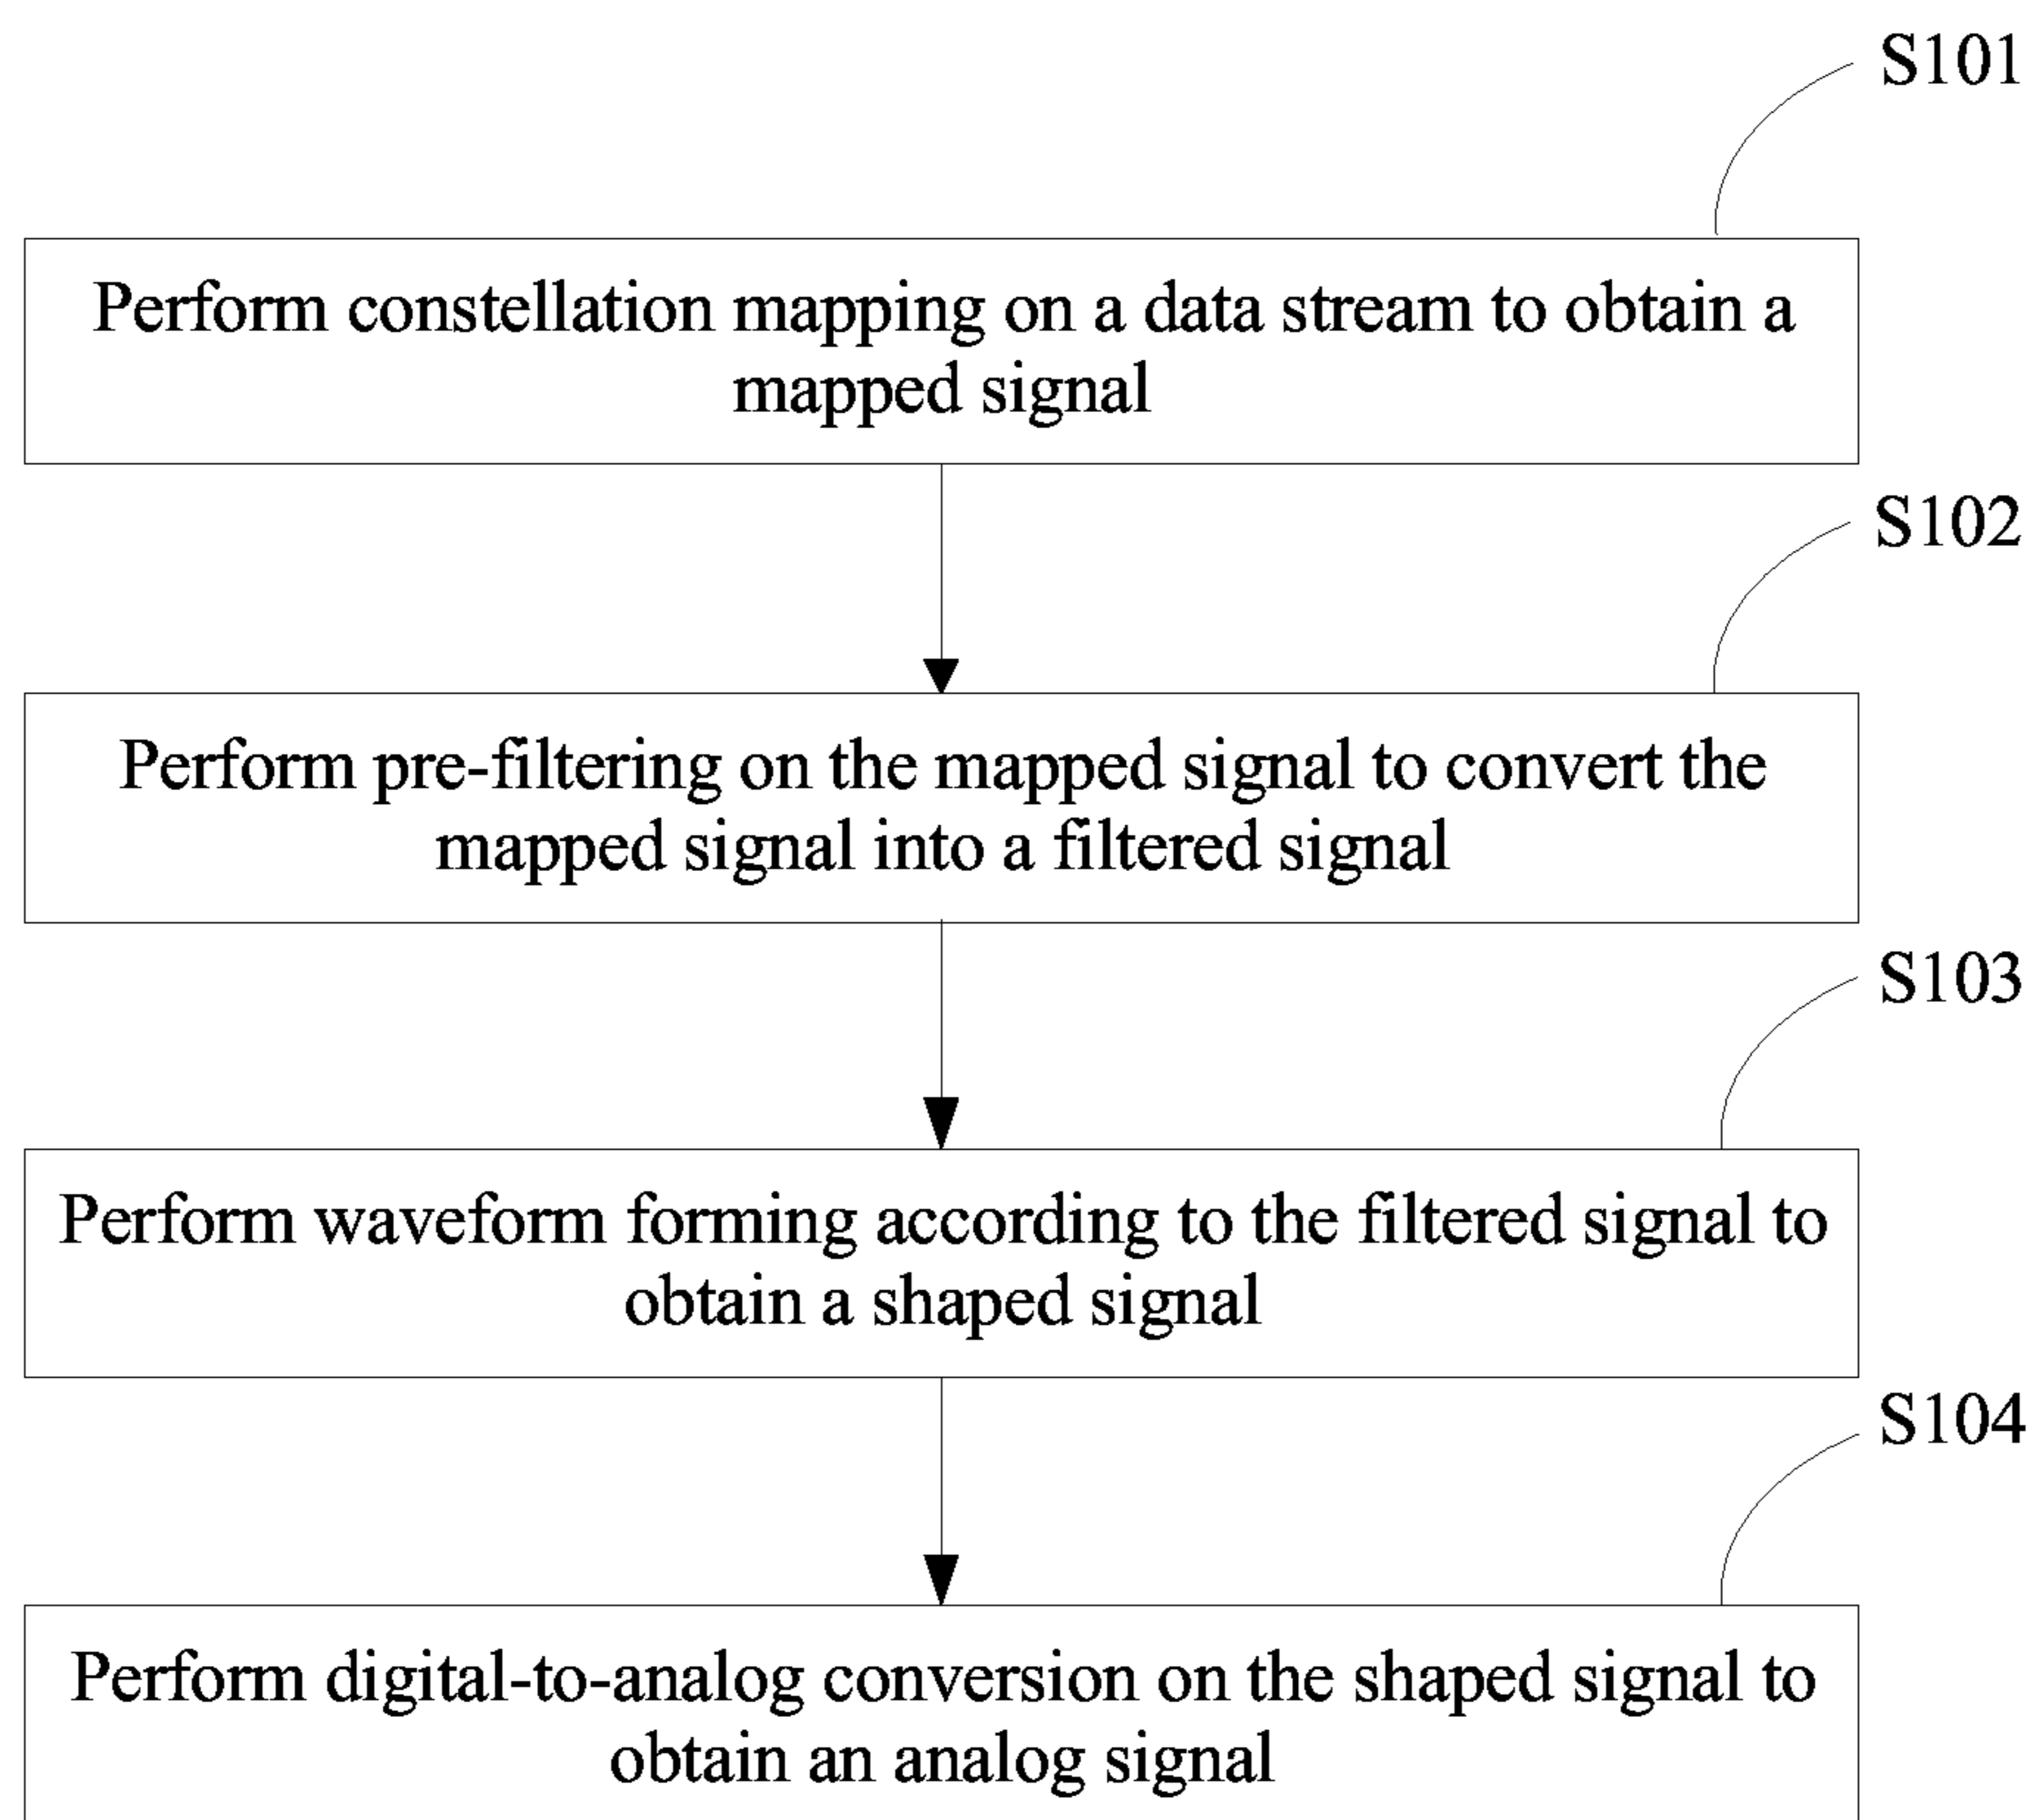 S101
Perform constellation mapping on a data stream to obtain a
mapped signal
S102
Perform pre-filtering on the mapped signal to convert the
mapped signal into a filtered signal
S103
Perform waveform forming according to the filtered signal to
obtain a shaped signal
S104
Perform digital-to-analog conversion on the shaped signal to
obtain an analog signal